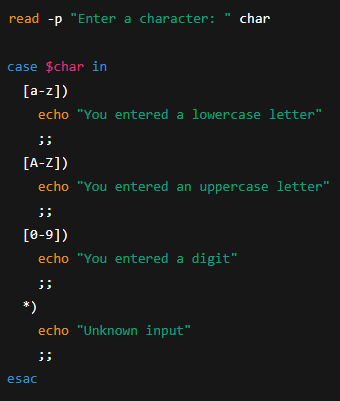 read -p "Enter a character: " char

case $char in
  [a-z])
    echo "You entered a lowercase letter"
    ;;
  [A-Z])
    echo "You entered an uppercase letter"
    ;;
  [0-9])
    echo "You entered a digit"
    ;;
  *)
    echo "Unknown input"
    ;;
esac